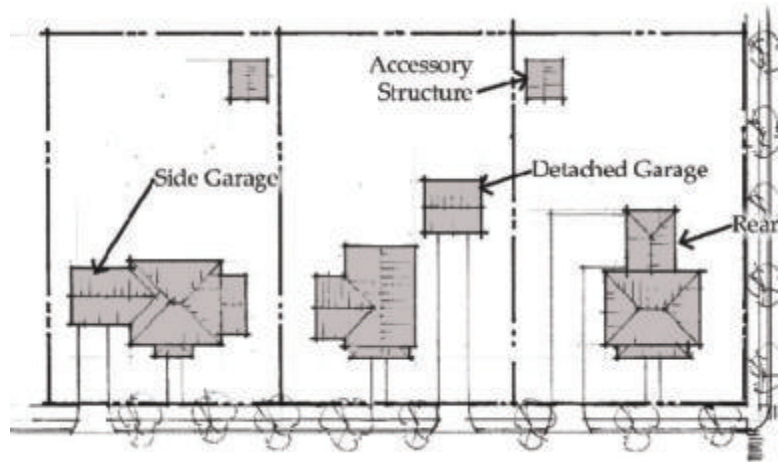 Accessory
Structure
Side Garage
Detached Garage
Rear